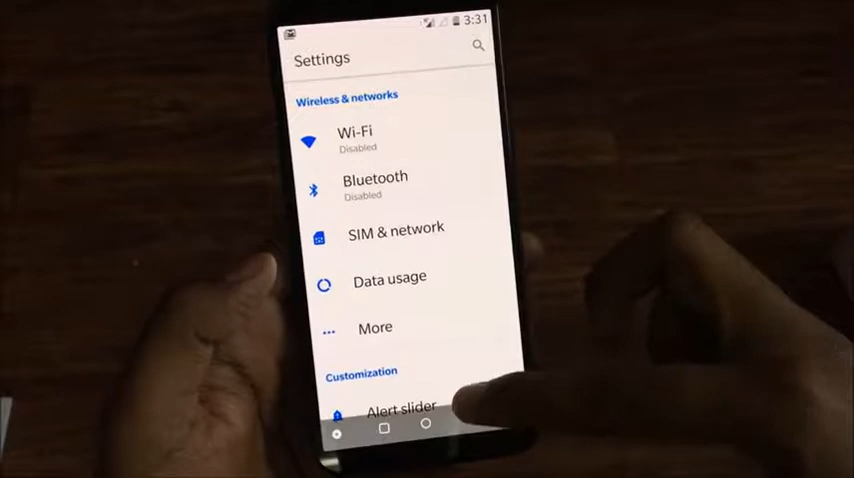 3:31
Settings
Wireless & networks
Wi-Fi
Disabled
Bluetooth
Disabled
SIM & network
Data usage
More
Customization
Alert slider